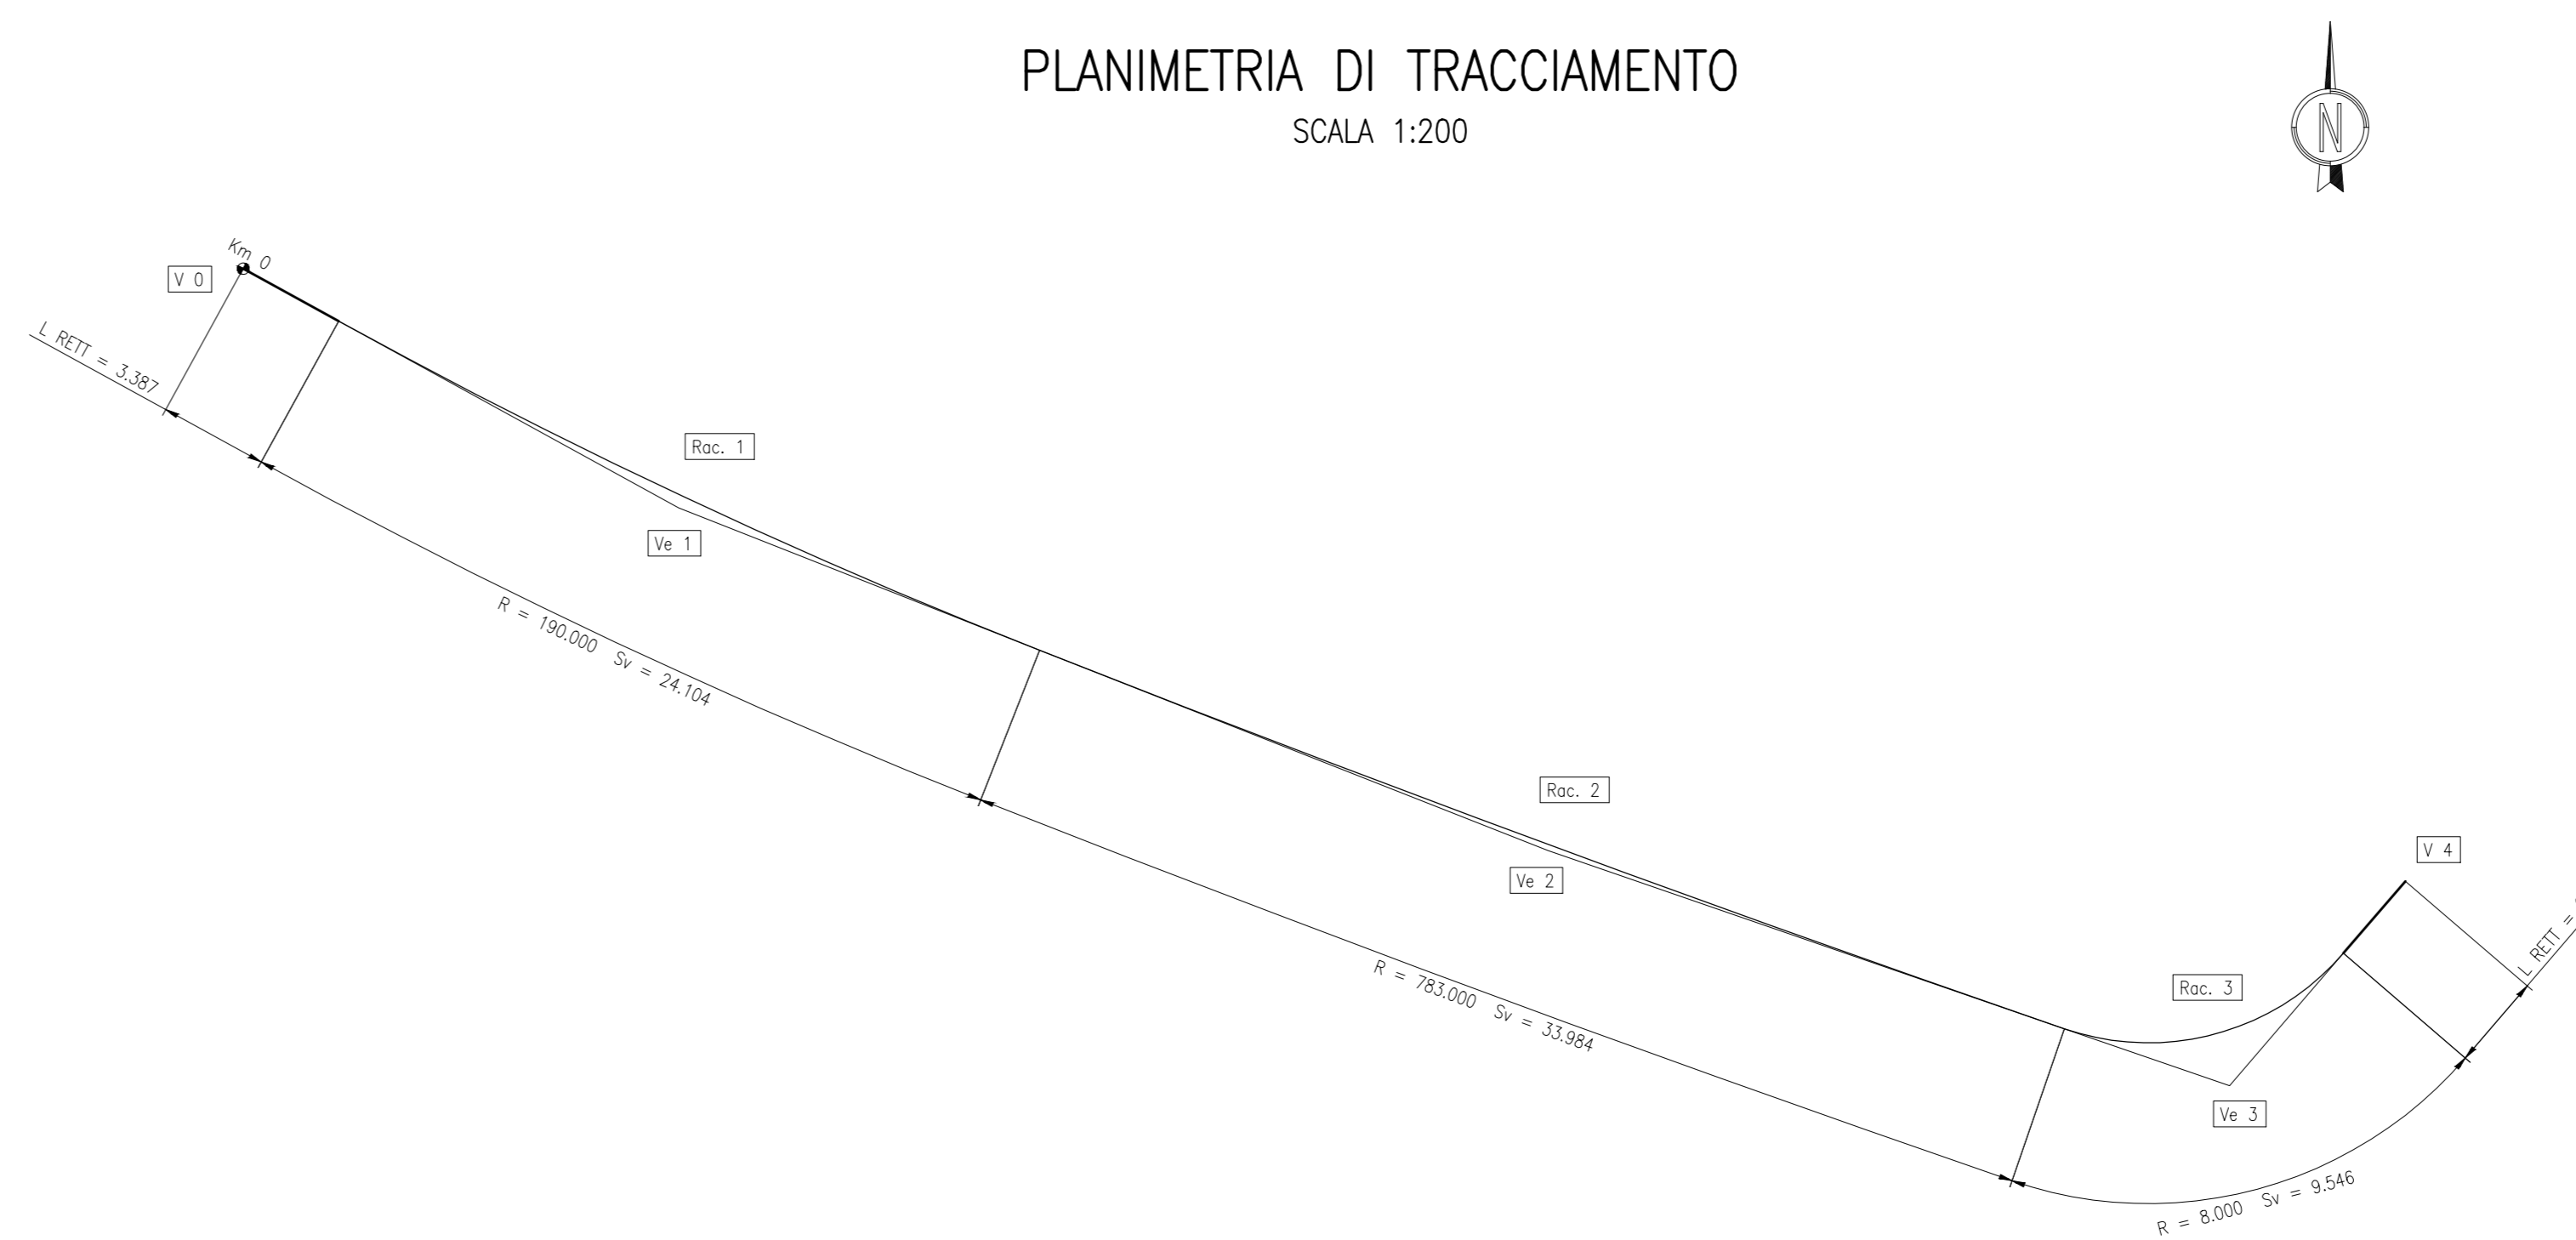 PLANIMETRIA DI TRACCIAMENTO
SCALA 1:200
N
Km 0
V 0
L RETT = 3.387
Rac. 1
Ve 1
R = 190.000 Sv = 24.104
Rac. 2
Ve 2
R = 783.000 Sv = 33.984
V 4
L RETT =
Rac. 3
Ve 3
R = 8.000 Sv = 9.546